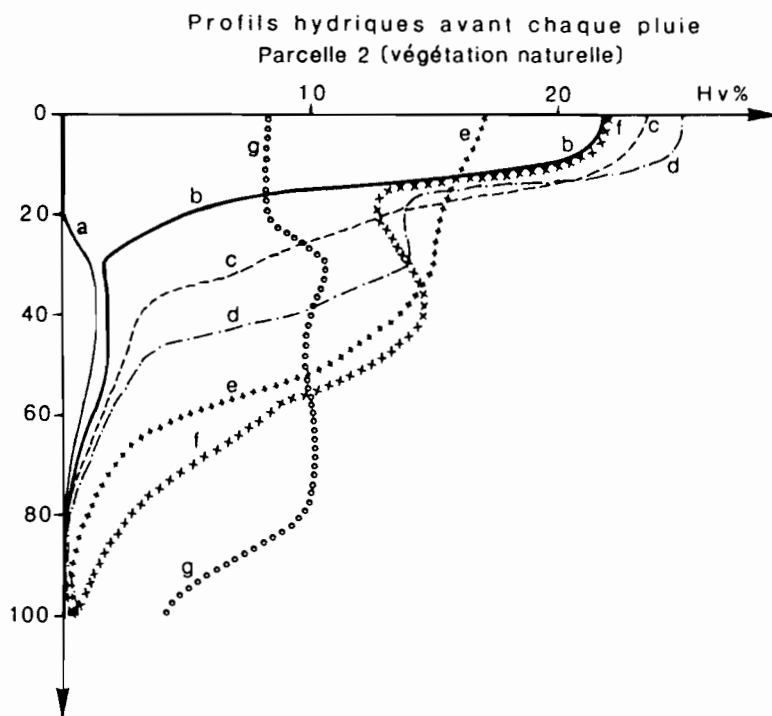 Profils hydriques avant chaque pluie
Parcelle 2 (végétation naturelle)
10 20 Hv%
0
g e b f c d
a b
20
c
40 d
e
60
f
80
g
100